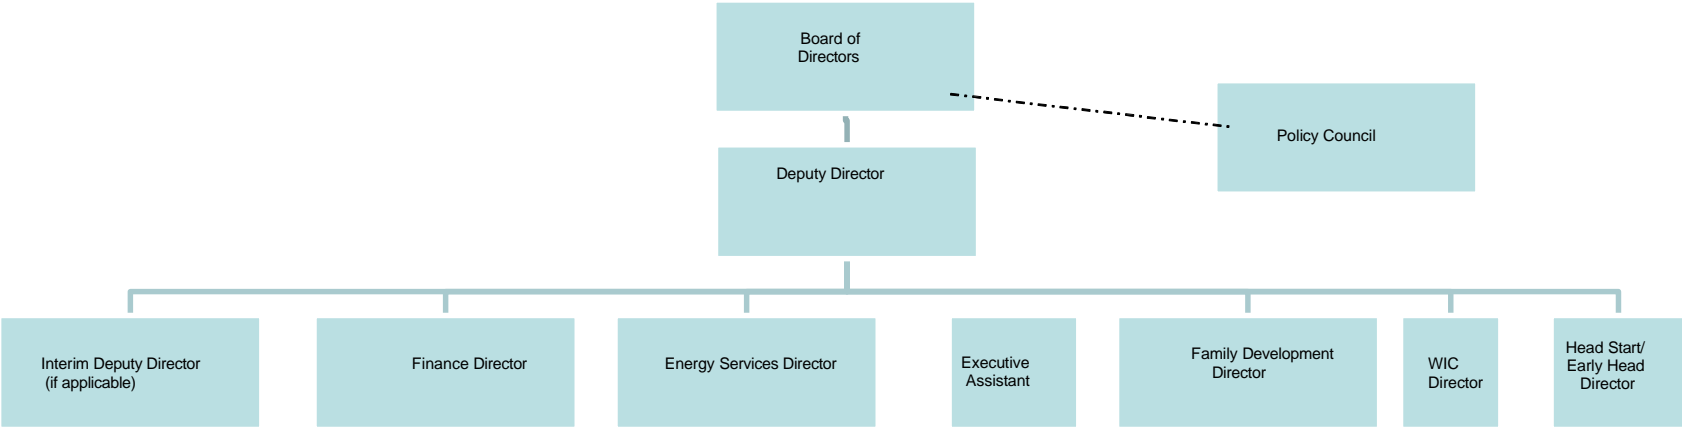 Board of
Directors
Policy Council
Deputy Director
Interim Deputy Director
(if applicable)
Finance Director
Energy Services Director
Executive
Assistant
Family Development
Director
WIC
Director
Head Start/
Early Head
Director